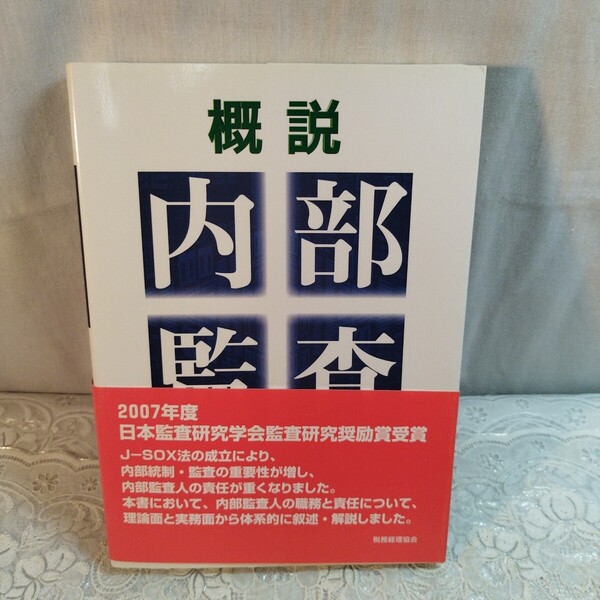 概説
内部
監査
2007年度
日本監査研究学会監査研究奨励賞受賞
J-SOX法の成立により、
内部統制・監査の重要性が増し、
内部監査人の責任が重くなりました。
本書において、内部監査人の職務と責任について、
理論面と実務面から体系的に叙述・解説しました。
税務経理協会